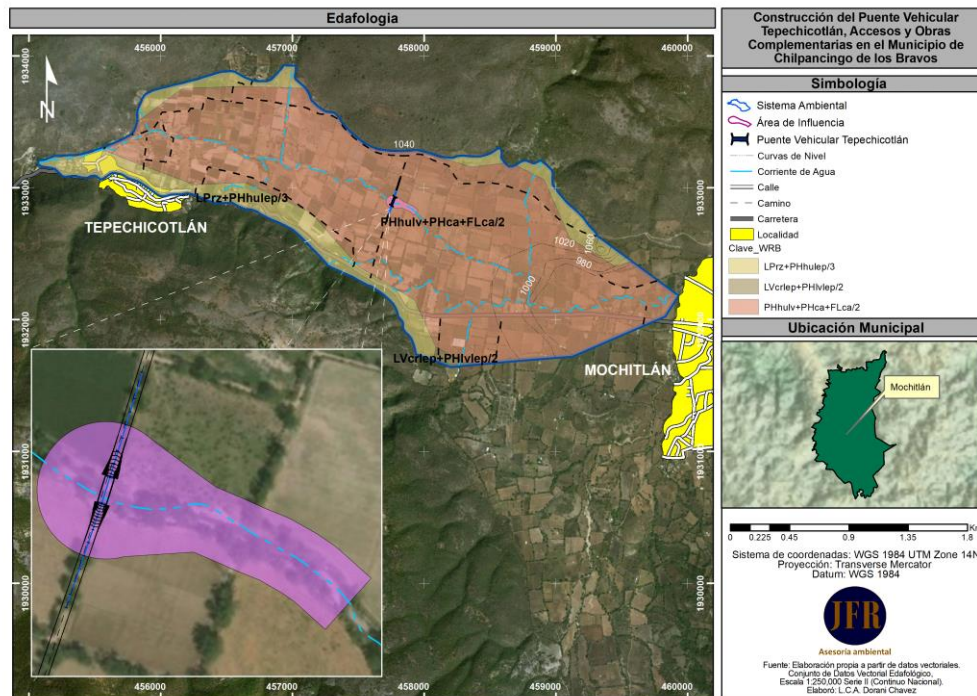 Edafologia
456000
457000
458000
459000
460000
1934000
1933000
1932000
1931000
1930000
1934000
1933000
1932000
1931000
1930000
N
1040
LPrz+PHhulep/3
TEPECHICOTLÁN
PHhulv+PHca+FLca/2
1020
1060
980
1000
LVcrlep+PHlvlep/2
MOCHITLÁN
Construcción del Puente Vehicular
Tepechicotlán, Accesos y Obras
Complementarias en el Municipio de
Chilpancingo de los Bravos
Simbología
Sistema Ambiental
Área de Influencia
Puente Vehicular Tepechicotlán
Curvas de Nivel
Corriente de Agua
Calle
Camino
Carretera
Localidad
Clave_WRB
LPrz+PHhulep/3
LVcrlep+PHlvlep/2
PHhulv+PHca+FLca/2
Ubicación Municipal
Mochitlán
0 0.225 0.45 0.9 1.35 1.8
Sistema de coordenadas: WGS 1984 UTM Zone 14N
Proyección: Transverse Mercator
Datum: WGS 1984
JFR
Asesoría ambiental
Fuente: Elaboración propia a partir de datos vectoriales.
Conjunto de Datos Vectorial Edafológico,
Escala 1:250,000 Serie II (Continuo Nacional).
Elaboró: L.C.A. Dorani Chavez